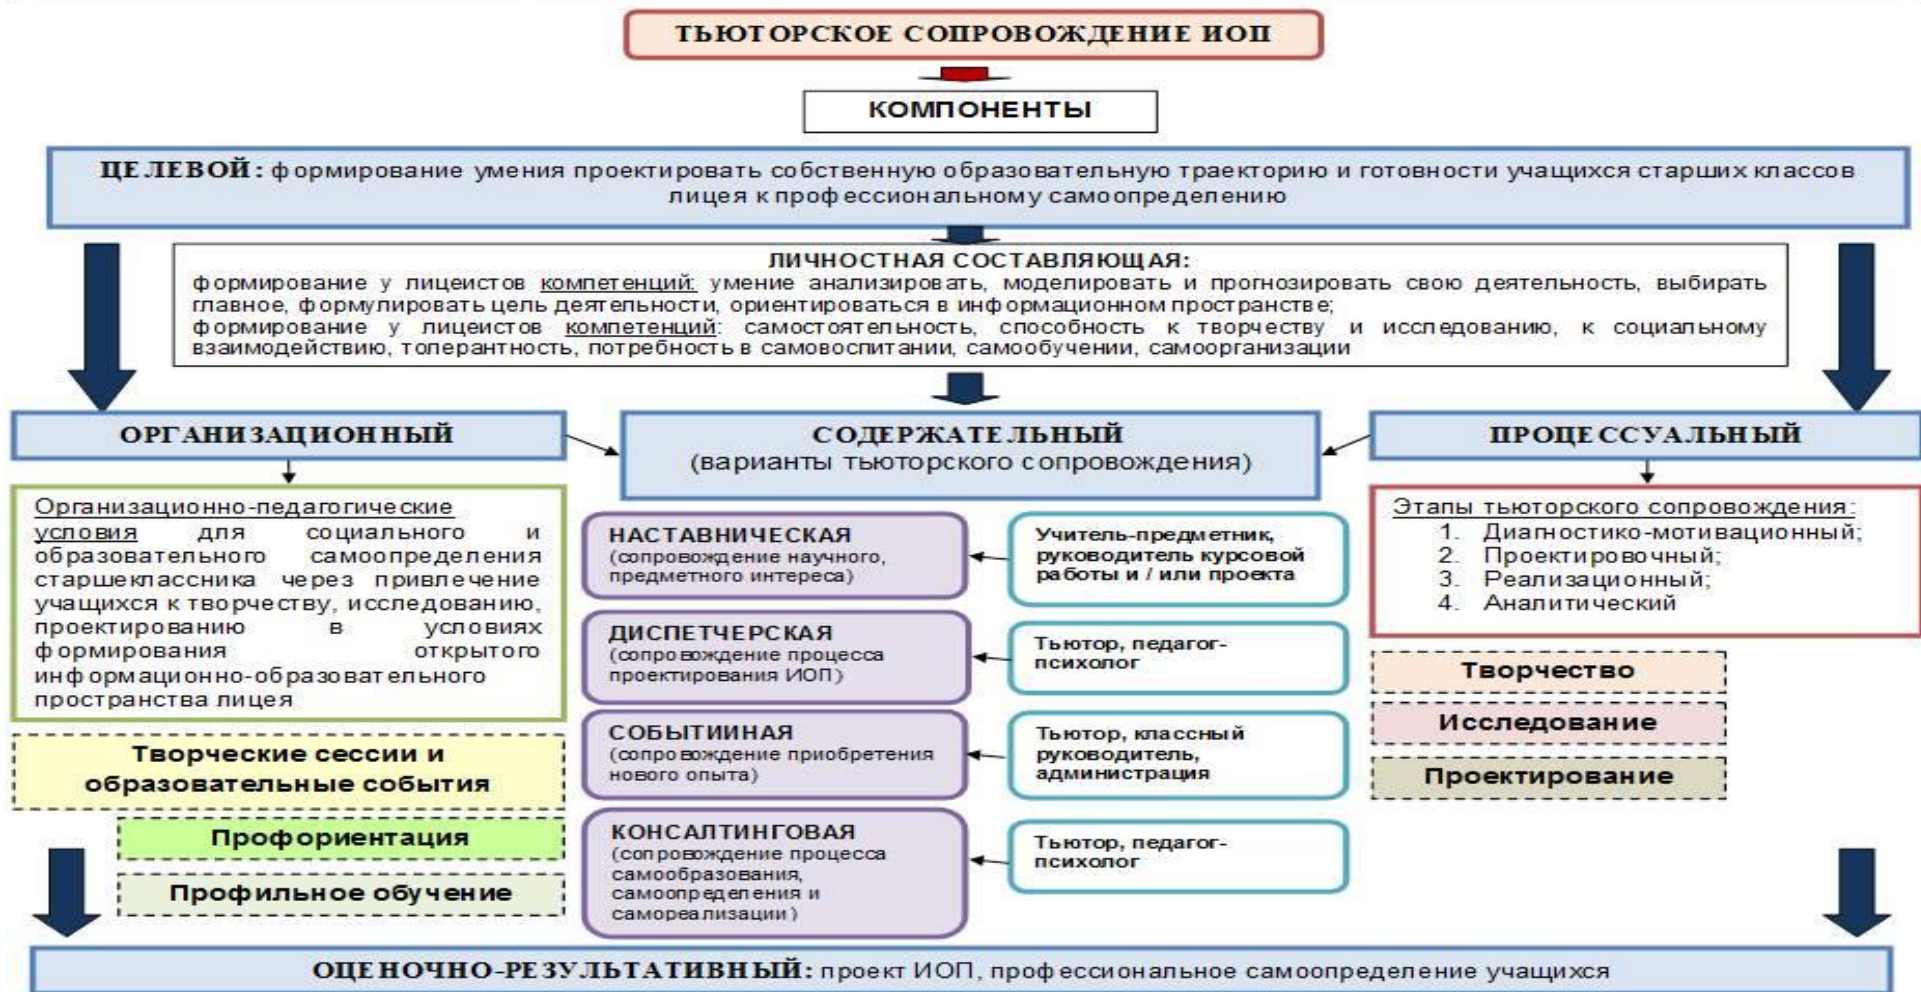 ТЬЮТОРСКОЕ СОПРОВОЖДЕНИЕ ИОП
КОМПОНЕНТЫ
ЦЕЛЕВОЙ: формирование умения проектировать собственную образовательную траекторию и готовности учащихся старших классов
лицея к профессиональному самоопределению
ЛИЧНОСТНАЯ СОСТАВЛЯЮЩАЯ:
формирование у лицеистов компетенций: умение анализировать, моделировать и прогнозировать свою деятельность, выбирать
главное, формулировать цель деятельности, ориентироваться в информационном пространстве;
формирование у лицеистов компетенций: самостоятельность, способность к творчеству и исследованию, к социальному
взаимодействию, толерантность, потребность в самовоспитании, самообучении, самоорганизации
ОРГАНИЗАЦИОННЫЙ
Организационно-педагогические
условия для социального и
образовательного самоопределения
старшеклассника через привлечение
учащихся к творчеству, исследованию,
проектированию в условиях
формирования открытого
информационно-образовательного
пространства лицея
Творческие сессии и
образовательные события
Профориентация
Профильное обучение
СОДЕРЖАТЕЛЬНЫЙ
(варианты тьюторского сопровождения)
НАСТАВНИЧЕСКАЯ
(сопровождение научного,
предметного интереса)
Учитель-предметник,
руководитель курсовой
работы и / или проекта
ДИСПЕТЧЕРСКАЯ
(сопровождение процесса
проектирования ИОП)
Тьютор, педагог-
психолог
СОБЫТИИНАЯ
(сопровождение приобретения
нового опыта)
Тьютор, классный
руководитель,
администрация
КОНСАЛТИНГОВАЯ
(сопровождение процесса
самообразования,
самоопределения и
самореализации)
Тьютор, педагог-
психолог
ПРОЦЕССУАЛЬНЫЙ
Этапы тьюторского сопровождения:
1. Диагностико-мотивационный;
2. Проектировочный;
3. Реализационный;
4. Аналитический
Творчество
Исследование
Проектирование
ОЦЕНОЧНО-РЕЗУЛЬТАТИВНЫЙ: проект ИОП, профессиональное самоопределение учащихся